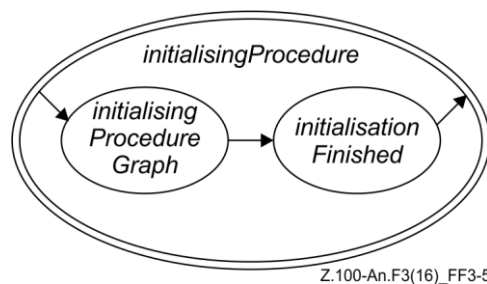 initialisingProcedure
initialising
Procedure
Graph
initialisation
Finished
Z.100-An.F3(16)_FF3-5